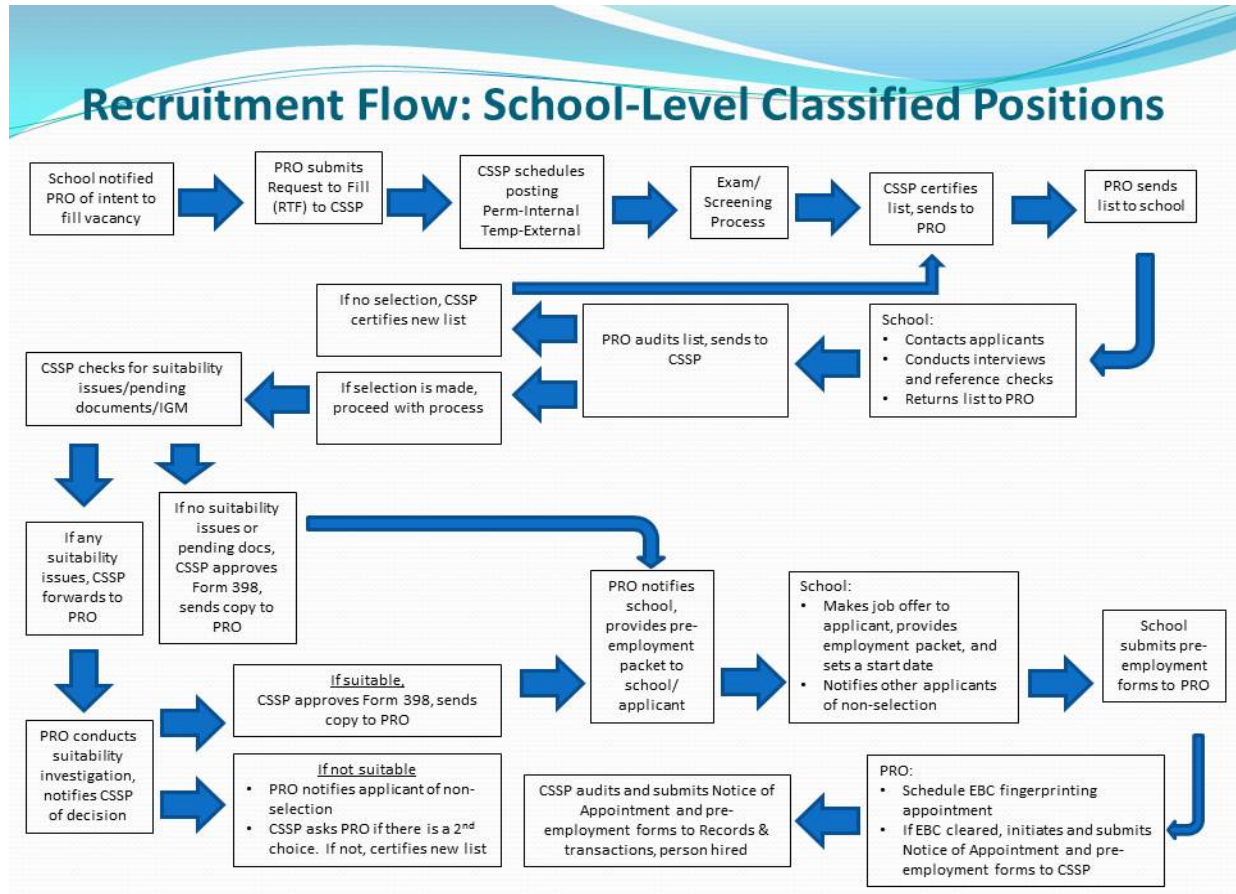 Recruitment Flow: School-Level Classified Positions
School notified
PRO of intent to
fill vacancy
PRO submits
Request to Fill
(RTF) to CSSP
CSSP schedules
posting
Perm-Internal
Temp-External
Exam/
Screening
Process
CSSP certifies
list, sends to
PRO
PRO sends
list to school
School:
• Contacts applicants
• Conducts interviews
and reference checks
• Returns list to PRO
PRO audits list, sends to
CSSP
If no selection, CSSP
certifies new list
If selection is made,
proceed with process
CSSP checks for suitability
issues/pending
documents/IGM
If any
suitability
issues, CSSP
forwards to
PRO
If no suitability
issues or
pending docs,
CSSP approves
Form 398,
sends copy to
PRO
PRO conducts
suitability
investigation,
notifies CSSP
of decision
If suitable,
CSSP approves Form 398, sends
copy to PRO
If not suitable
• PRO notifies applicant of non-
selection
• CSSP asks PRO if there is a 2nd
choice. If not, certifies new list
PRO notifies
school,
provides pre-
employment
packet to
school/
applicant
School:
• Makes job offer to
applicant, provides
employment packet, and
sets a start date
• Notifies other applicants
of non-selection
School
submits pre-
employment
forms to PRO
PRO:
• Schedule EBC fingerprinting
appointment
• If EBC cleared, initiates and submits
Notice of Appointment and pre-
employment forms to CSSP
CSSP audits and submits Notice of
Appointment and pre-
employment forms to Records &
transactions, person hired